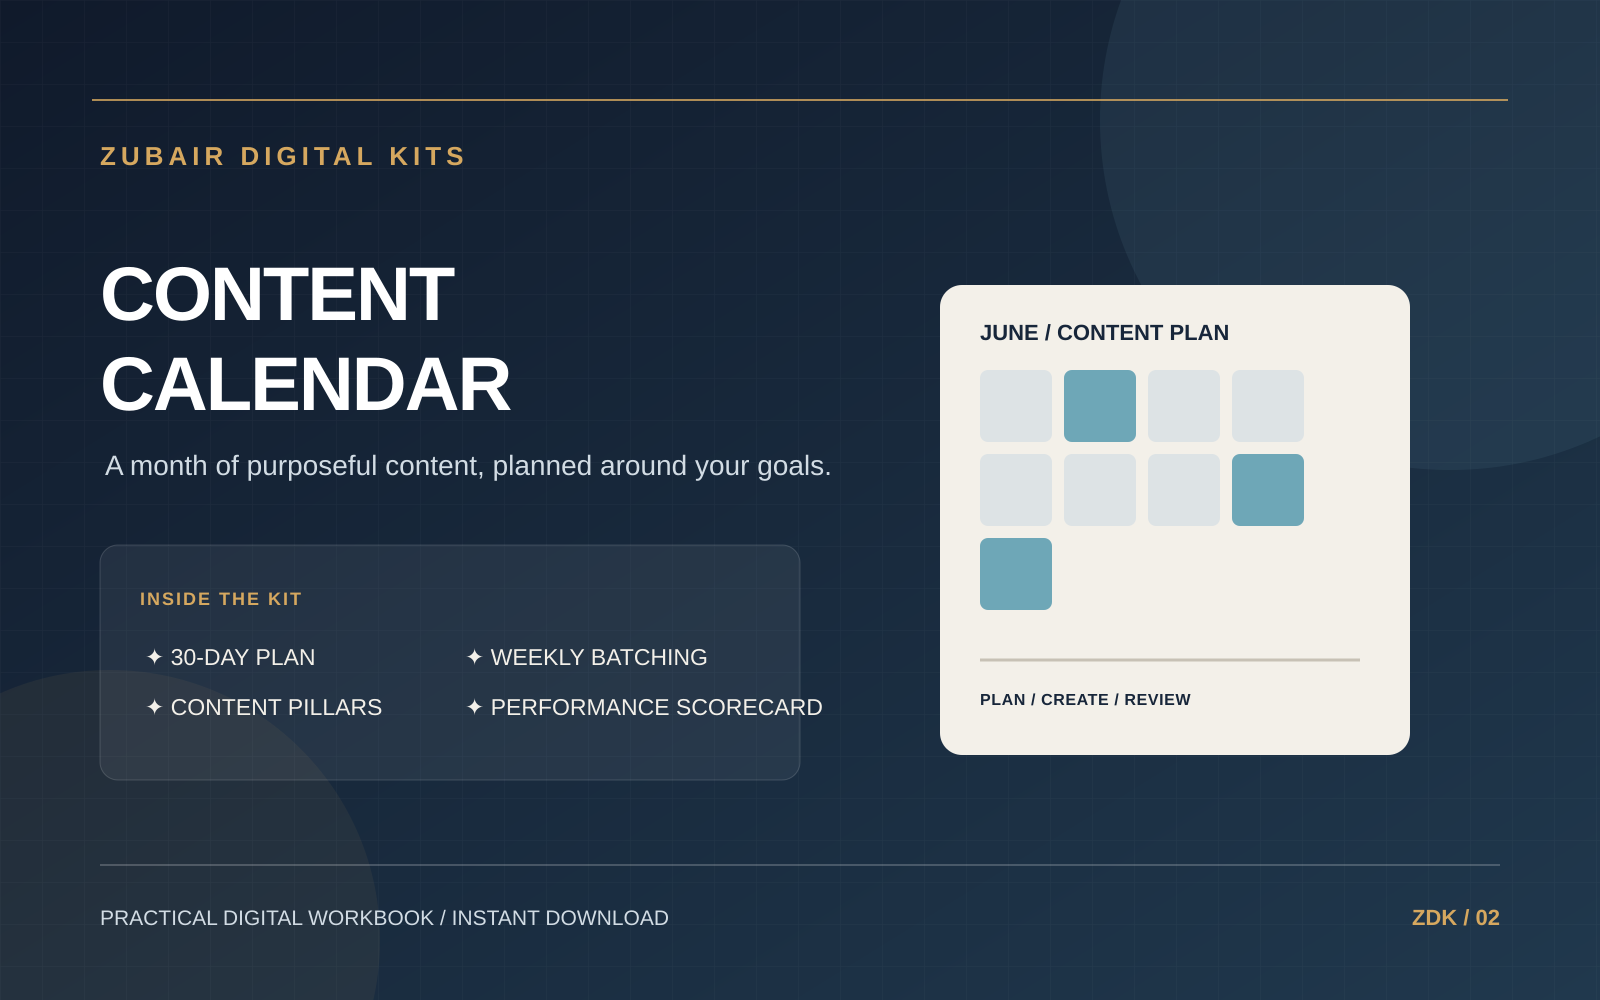 ZUBAIR DIGITAL KITS
CONTENT
CALENDAR
A month of purposeful content, planned around your goals.
INSIDE THE KIT
✦ 30-DAY PLAN
✦ WEEKLY BATCHING
✦ CONTENT PILLARS
✦ PERFORMANCE SCORECARD
JUNE / CONTENT PLAN
PLAN / CREATE / REVIEW
PRACTICAL DIGITAL WORKBOOK / INSTANT DOWNLOAD
ZDK / 02